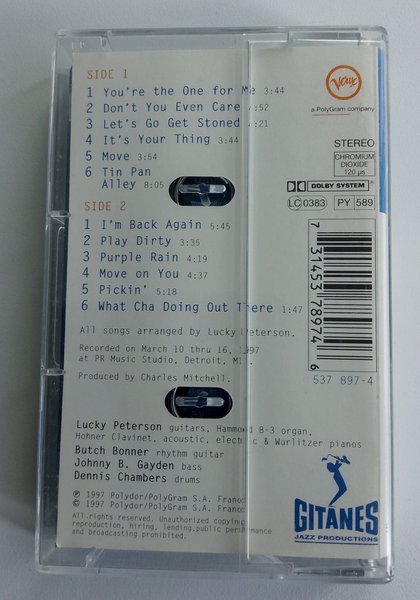 SIDE 1
1 You're the One for Me 3:44
2 Don't You Even Care 4:52
3 Let's Go Get Stoned 4:21
4 It's Your Thing 3:44
5 Move 3:54
6 Tin Pan
Alley 8:05
SIDE 2
1 I'm Back Again 5:45
2 Play Dirty 3:35
3 Purple Rain 4:19
4 Move on You 4:37
5 Pickin' 5:18
6 What Cha Doing Out There 1:47
All songs arranged by Lucky Peterson.
Recorded on March 10 thru 16, 1997
at PR Music Studio, Detroit,
Produced by Charles Mitchell.
Lucky Peterson guitars, Hammond B-3 organ,
Hohner Clavinet, acoustic, electric & Wurlitzer pianos
Butch Bonner rhythm guitar
Johnny B. Gayden bass
Dennis Chambers drums
℗ 1997 Polydor/PolyGram S.A. France
© 1997 Polydor/PolyGram S.A. France
All rights reserved. Unauthorized copying,
reproduction, hiring, lending, public performance
and broadcasting prohibited.
Verve
a PolyGram company
STEREO
CHROMIUM
DIOXIDE
120 µs
DOLBY SYSTEM
LC 0383 PY 589
7 31453 78974 6
537 897-4
GITANES
JAZZ PRODUCTIONS